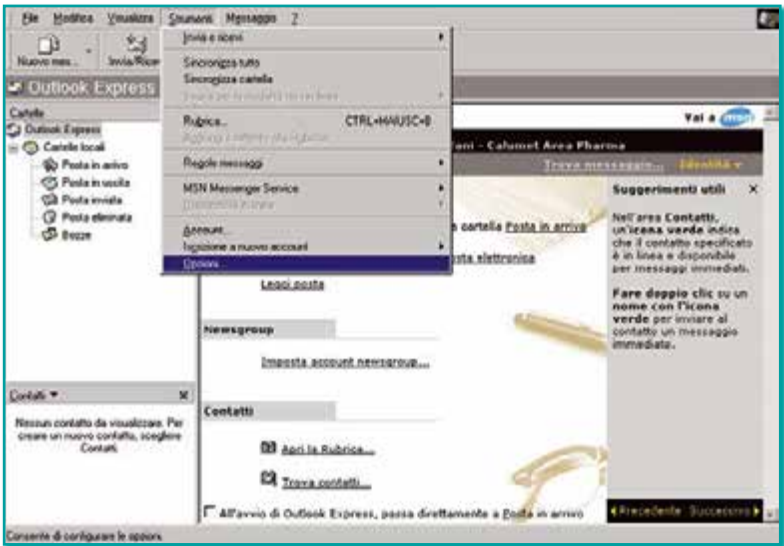 File Modifica Visualizza Strumenti Messaggio ?
Nuovo mes... Invia/Ricev
Outlook Express
Cartelle
Outlook Express
Cartelle locali
Posta in arrivo
Posta in uscita
Posta inviata
Posta eliminata
Bozze
Invia e ricevi
Sincronizza tutto
Sincronizza cartella
Rubrica... CTRL+MAIUSC+B
Regole messaggi
MSN Messenger Service
Account...
Iscrizione a nuovo account
Opzioni...
Vai a msn
ani - Calumet Area Pharma
Trova messaggio... Identità
cartella Posta in arrivo
sta elettronica
Leggi posta
Newsgroup
Imposta account newsgroup...
Contatti
Apri la Rubrica...
Trova contatti...
All'avvio di Outlook Express, passa direttamente a Posta in arrivo
Suggerimenti utili X
Nell'area Contatti,
un'icona verde indica
che il contatto specificato
è in linea e disponibile
per messaggi immediati.
Fare doppio clic su un
nome con l'icona
verde per inviare al
contatto un messaggio
immediato.
Precedente Successivo
Contatti
Nessun contatto da visualizzare. Per
creare un nuovo contatto, scegliere
Contatti.
Consente di configurare le opzioni.